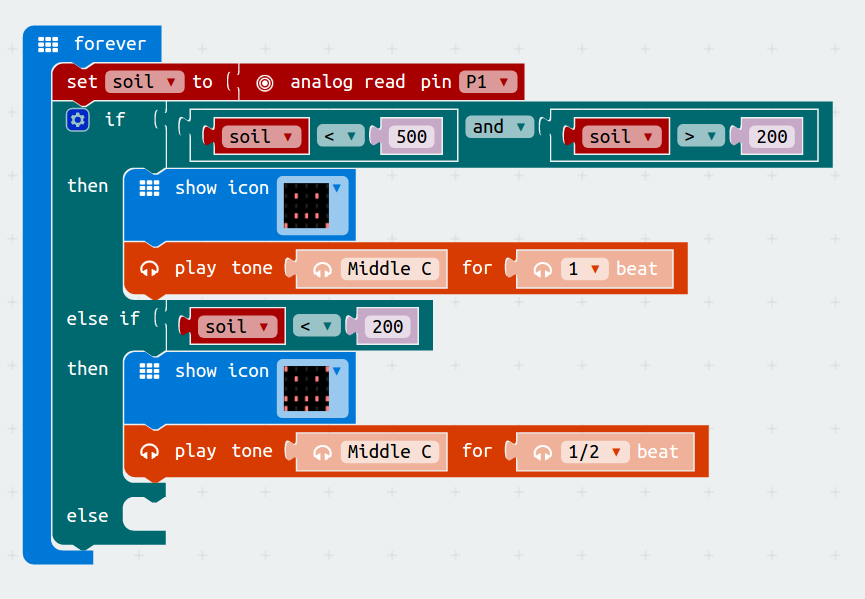 forever
set soil to analog read pin P1
if soil < 500 and soil > 200
then show icon
play tone Middle C for 1 beat
else if soil < 200
then show icon
play tone Middle C for 1/2 beat
else